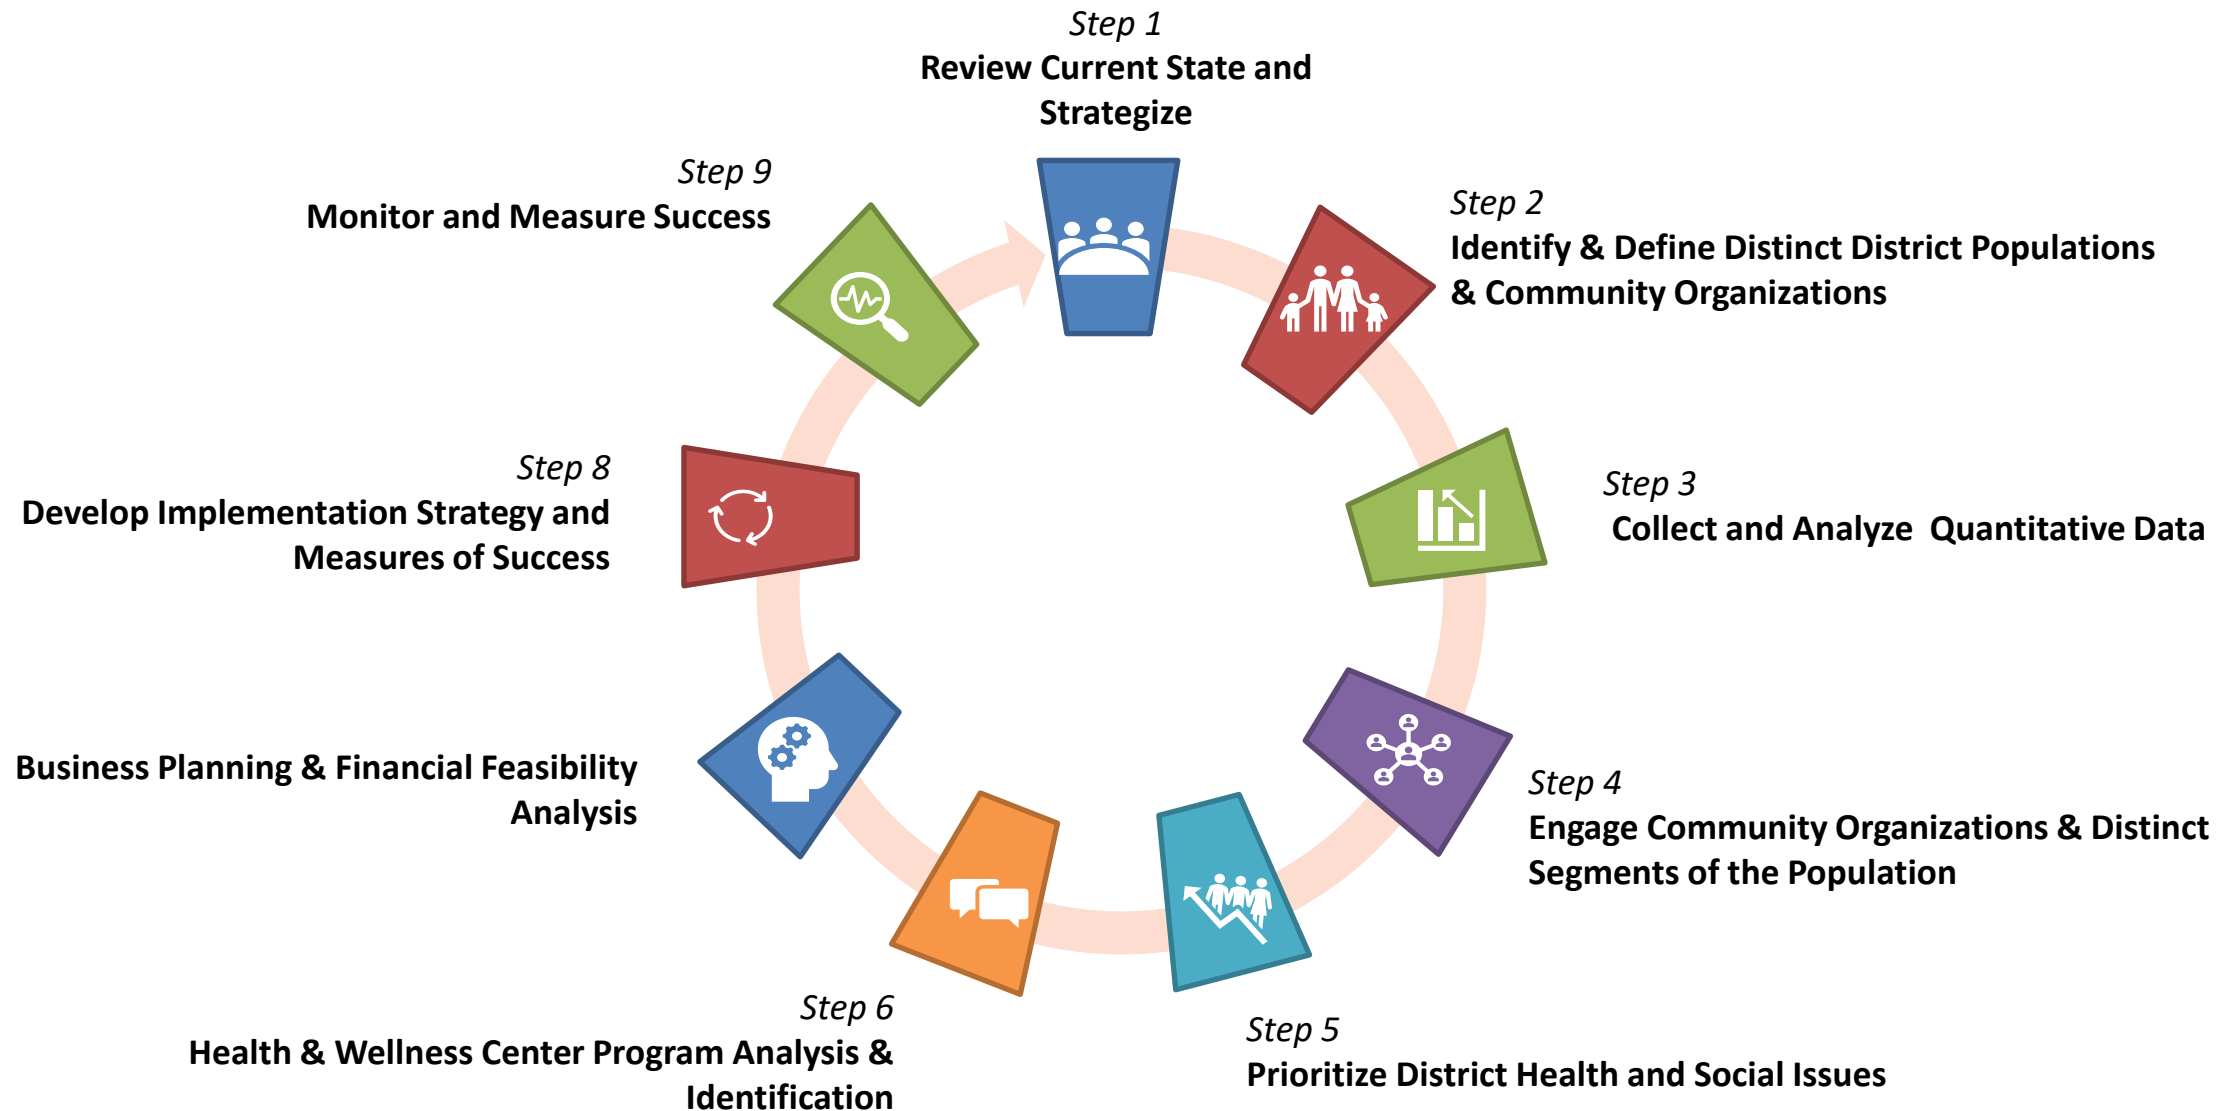 Step 1
Review Current State and
Strategize
Step 2
Identify & Define Distinct District Populations
& Community Organizations
Step 3
Collect and Analyze  Quantitative Data
Step 4
Engage Community Organizations & Distinct
Segments of the Population
Step 5
Prioritize District Health and Social Issues
Step 6
Health & Wellness Center Program Analysis &
Identification
Business Planning & Financial Feasibility
Analysis
Step 8
Develop Implementation Strategy and
Measures of Success
Step 9
Monitor and Measure Success